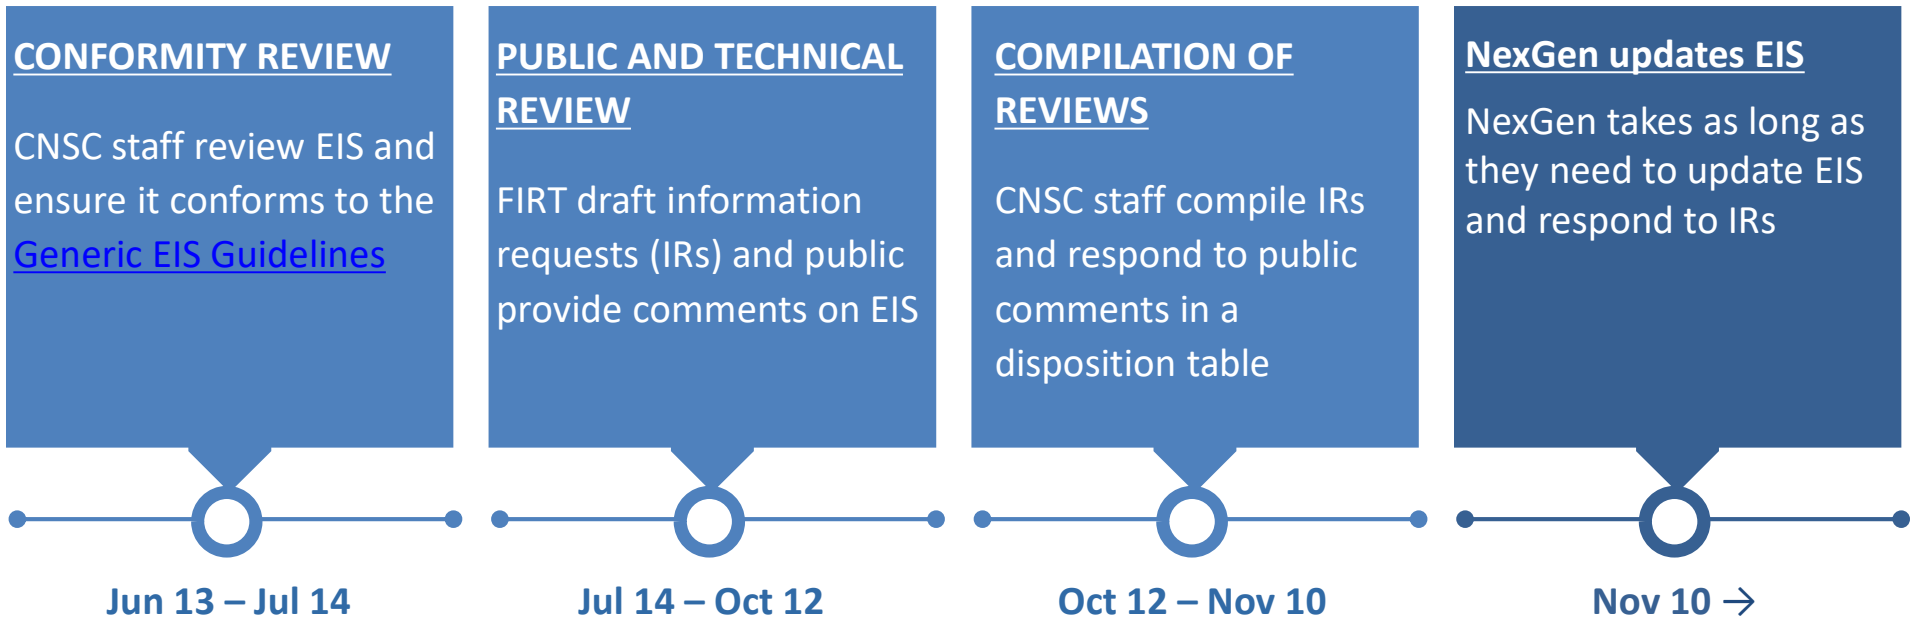 CONFORMITY REVIEW
CNSC staff review EIS and
ensure it conforms to the
Generic EIS Guidelines
Jun 13 – Jul 14
PUBLIC AND TECHNICAL
REVIEW
FIRT draft information
requests (IRs) and public
provide comments on EIS
Jul 14 – Oct 12
COMPILATION OF
REVIEWS
CNSC staff compile IRs
and respond to public
comments in a
disposition table
Oct 12 – Nov 10
NexGen updates EIS
NexGen takes as long as
they need to update EIS
and respond to IRs
Nov 10 →